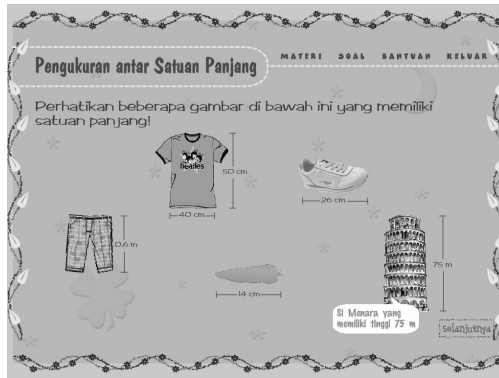 Pengukuran antar Satuan Panjang
MATERI SOAL BANTUAN KELUAR
Perhatikan beberapa gambar di bawah ini yang memiliki
satuan panjang!
beatles
50 cm
40 cm
26 cm
0,6 m
14 cm
75 m
Si Menara yang
memiliki tinggi 75 m
Selanjutnya